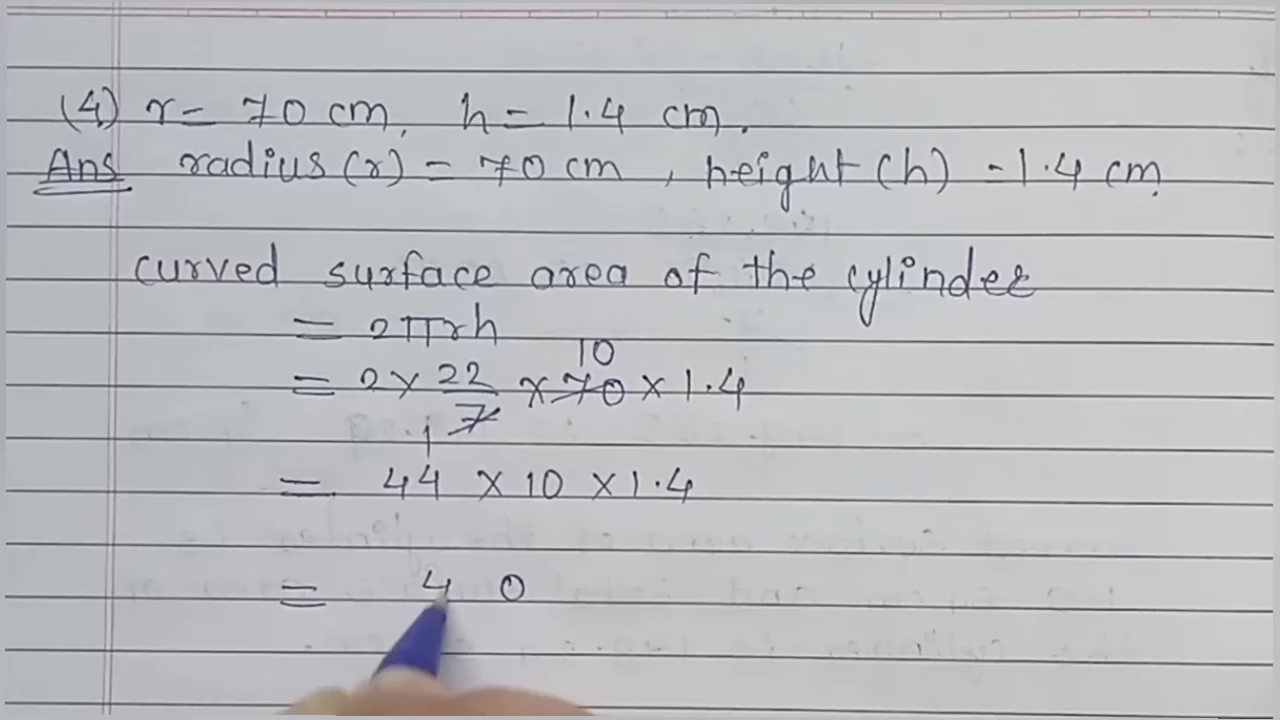 (4) r = 70 cm, h = 1.4 cm.
Ans radius (r) = 70 cm , height (h) = 1.4 cm.
curved surface area of the cylinder
= 2πrh
10
= 2 × 22/7 × 70 × 1.4
1
= 44 × 10 × 1.4
= 4 0